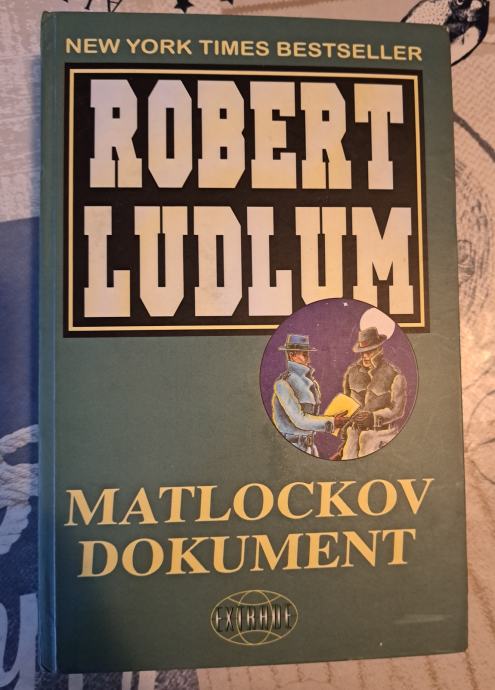 NEW YORK TIMES BESTSELLER
ROBERT
LUDLUM
MATLOCKOV
DOKUMENT
EXTRADE